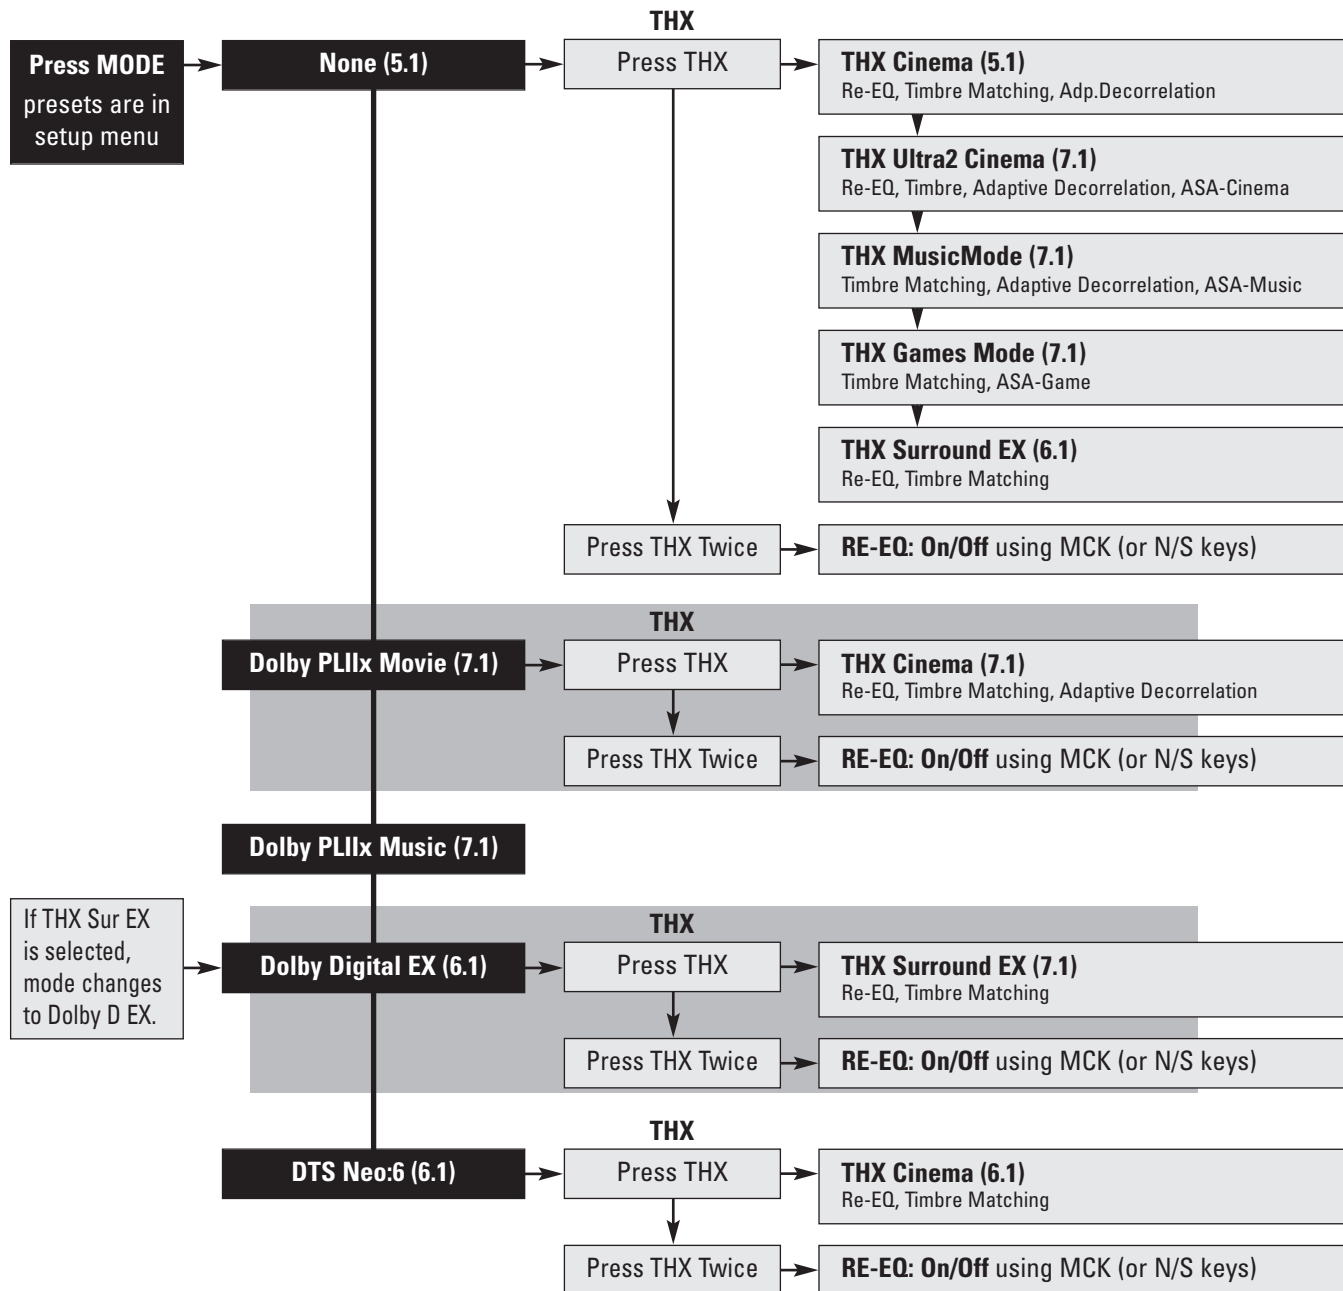 THX
Press MODE
presets are in
setup menu
None (5.1)
Press THX
THX Cinema (5.1)
Re-EQ, Timbre Matching, Adp.Decorrelation
THX Ultra2 Cinema (7.1)
Re-EQ, Timbre, Adaptive Decorrelation, ASA-Cinema
THX MusicMode (7.1)
Timbre Matching, Adaptive Decorrelation, ASA-Music
THX Games Mode (7.1)
Timbre Matching, ASA-Game
THX Surround EX (6.1)
Re-EQ, Timbre Matching
Press THX Twice
RE-EQ: On/Off using MCK (or N/S keys)
THX
Dolby PLIIx Movie (7.1)
Press THX
THX Cinema (7.1)
Re-EQ, Timbre Matching, Adaptive Decorrelation
Press THX Twice
RE-EQ: On/Off using MCK (or N/S keys)
Dolby PLIIx Music (7.1)
If THX Sur EX
is selected,
mode changes
to Dolby D EX.
THX
Dolby Digital EX (6.1)
Press THX
THX Surround EX (7.1)
Re-EQ, Timbre Matching
Press THX Twice
RE-EQ: On/Off using MCK (or N/S keys)
THX
DTS Neo:6 (6.1)
Press THX
THX Cinema (6.1)
Re-EQ, Timbre Matching
Press THX Twice
RE-EQ: On/Off using MCK (or N/S keys)